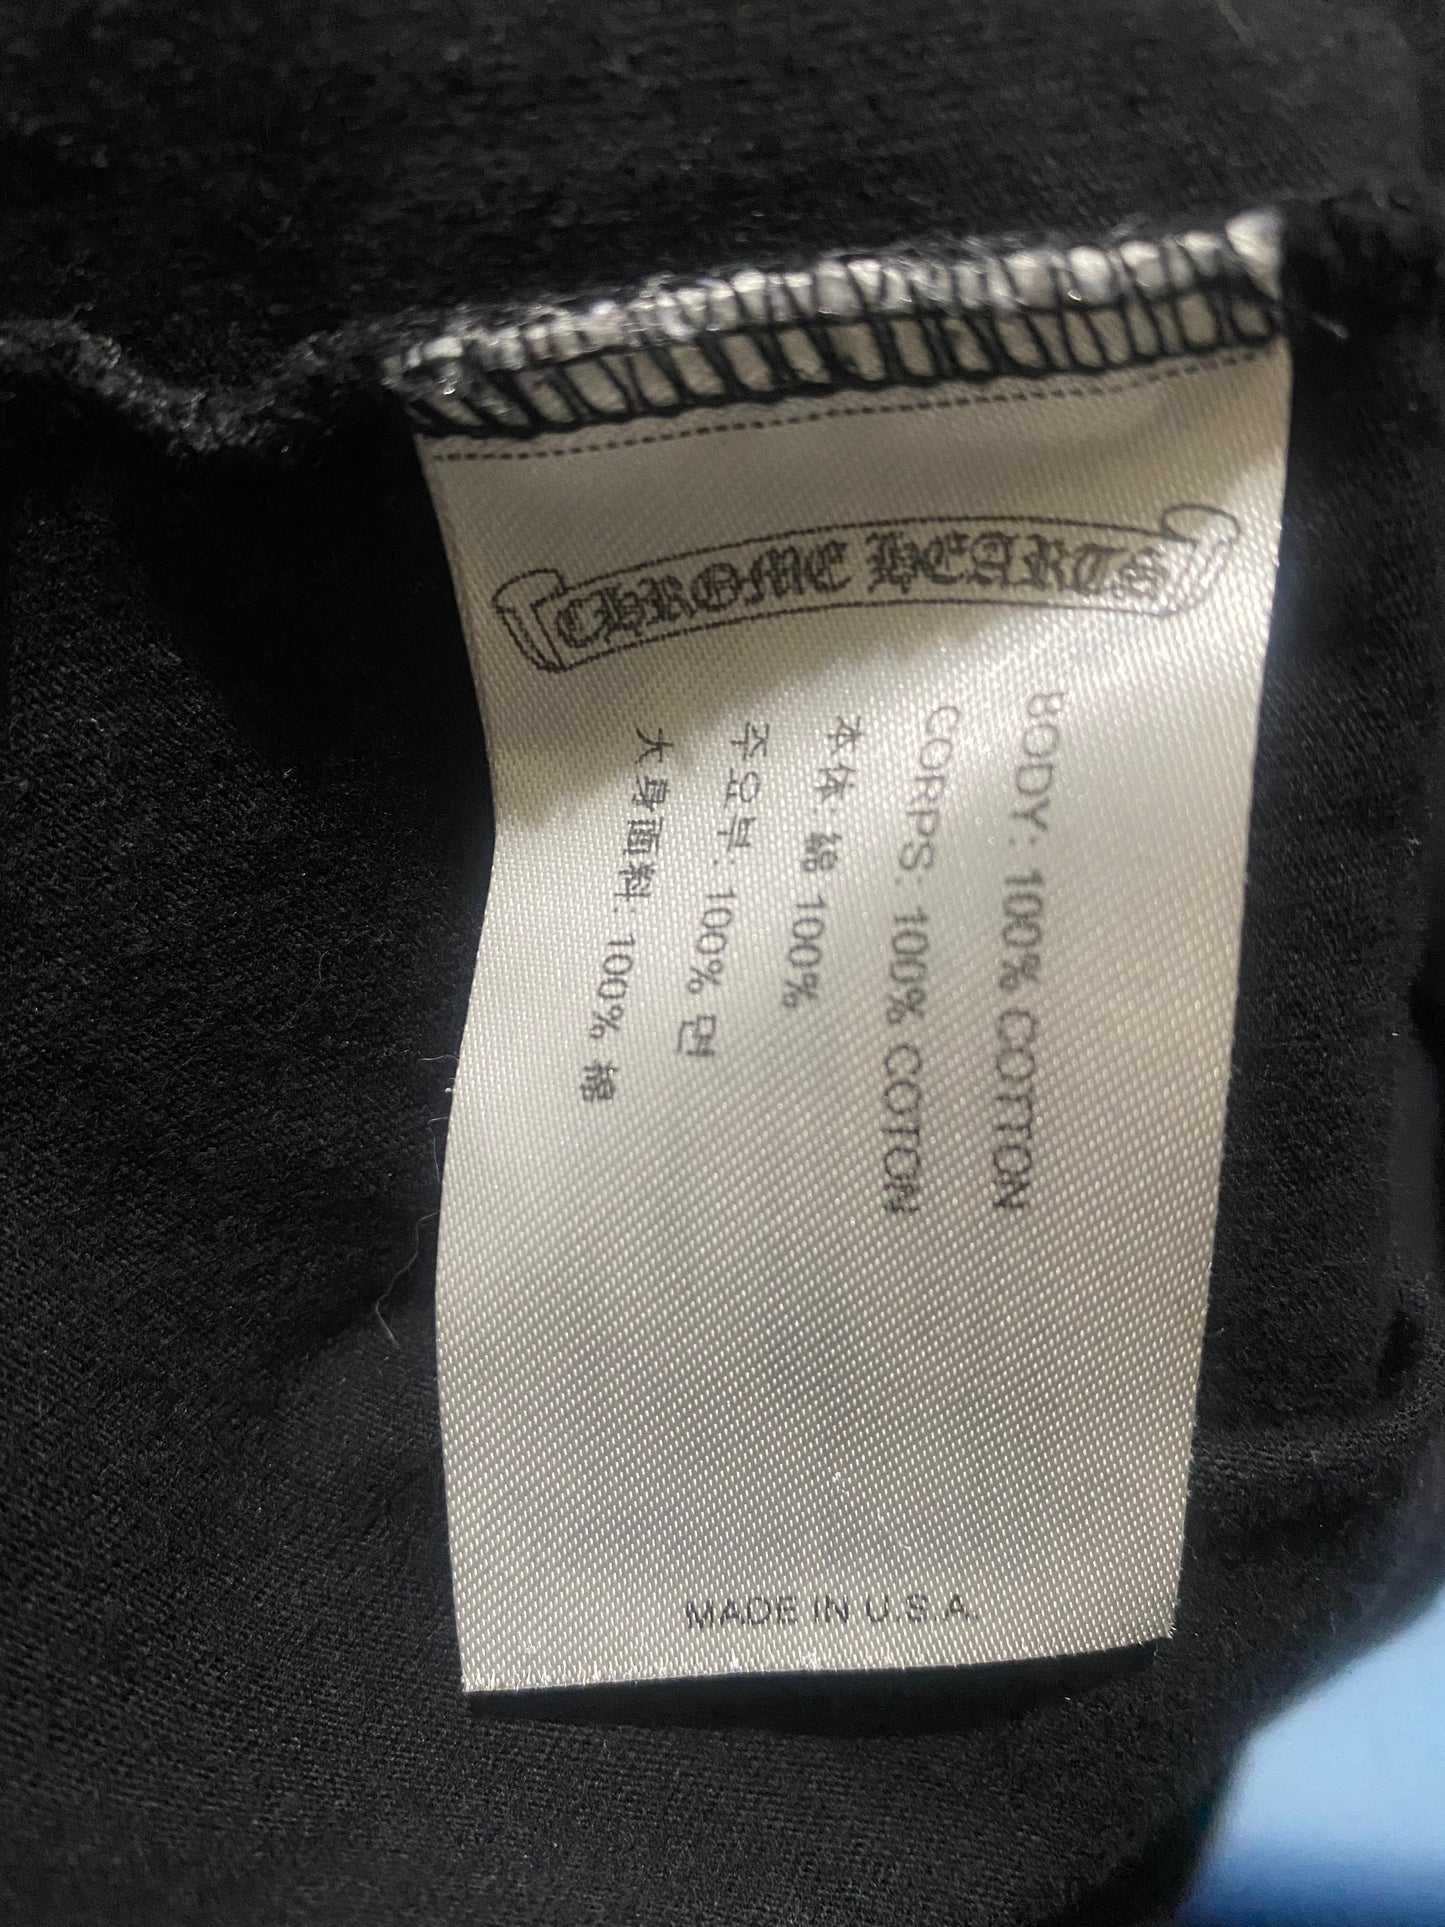 CHROME HEARTS
BODY: 100% COTTON
CORPS: 100% COTON
本体: 綿 100%
주요부: 100% 면
大身面料: 100% 棉
MADE IN U.S.A.